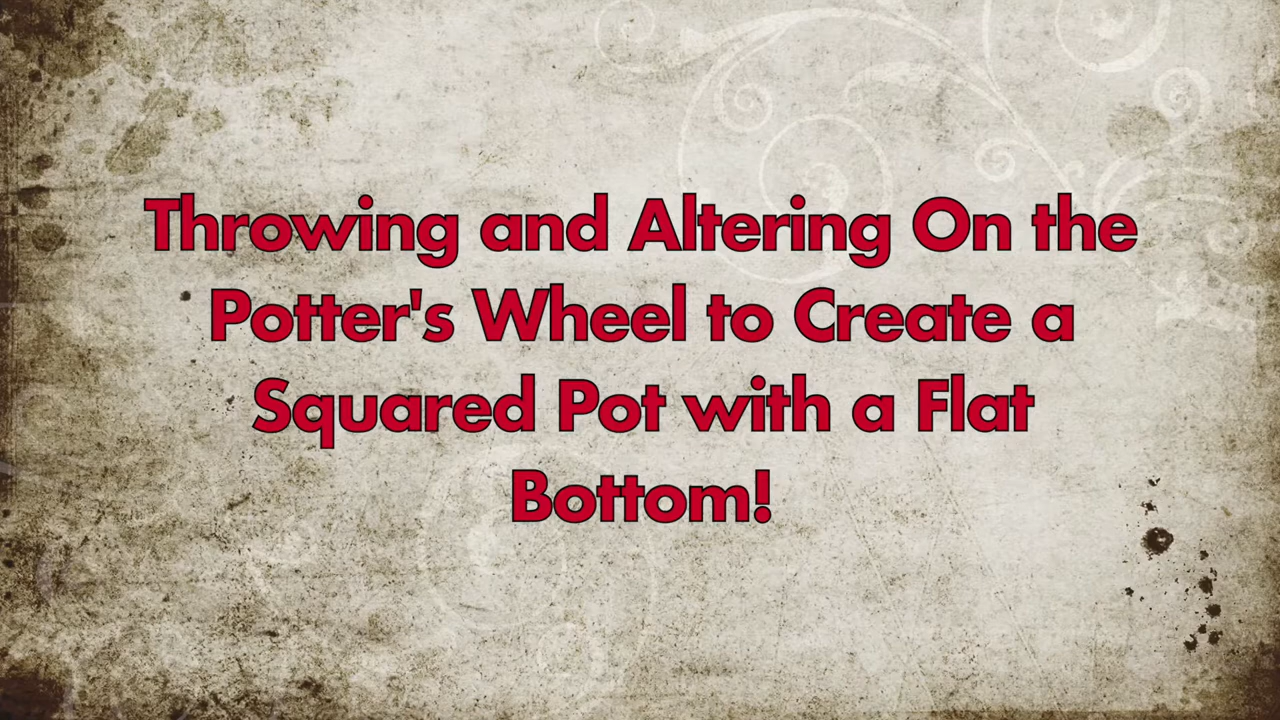 Throwing and Altering On the
Potter's Wheel to Create a
Squared Pot with a Flat
Bottom!